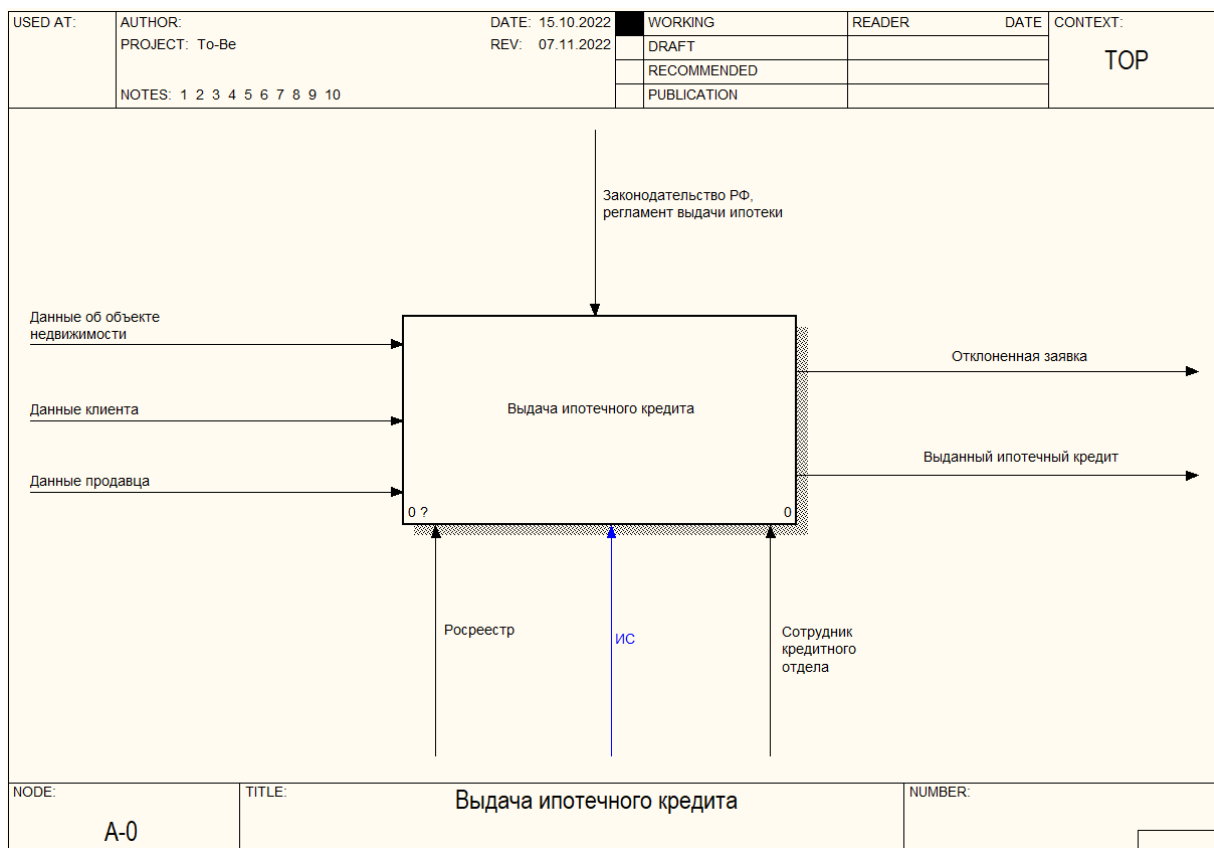 USED AT:
AUTHOR:
DATE: 15.10.2022
WORKING
READER
DATE
CONTEXT:
PROJECT: To-Be
REV: 07.11.2022
DRAFT
TOP
RECOMMENDED
NOTES: 1 2 3 4 5 6 7 8 9 10
PUBLICATION
Законодательство РФ,
регламент выдачи ипотеки
Данные об объекте
недвижимости
Отклоненная заявка
Данные клиента
Выдача ипотечного кредита
Выданный ипотечный кредит
Данные продавца
0 ?
0
Росреестр
ИС
Сотрудник
кредитного
отдела
NODE:
TITLE:
Выдача ипотечного кредита
NUMBER:
A-0